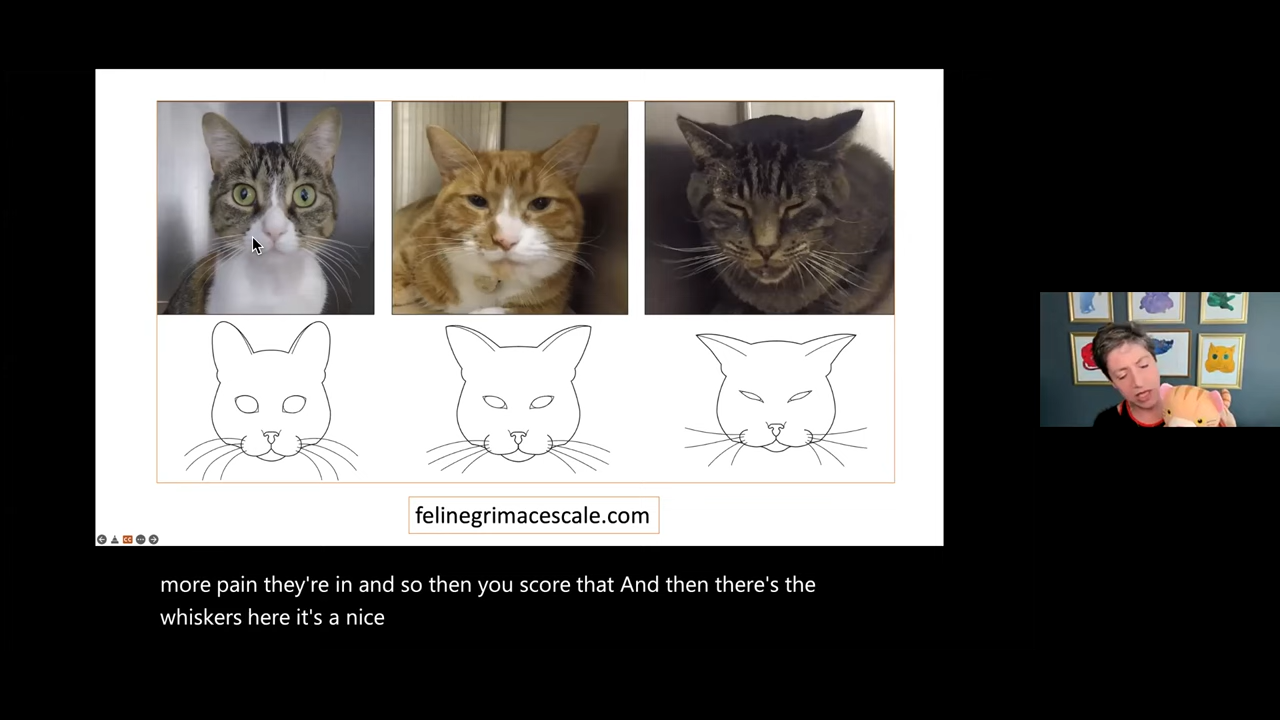 felinegrimacescale.com
CC
more pain they're in and so then you score that And then there's the
whiskers here it's a nice